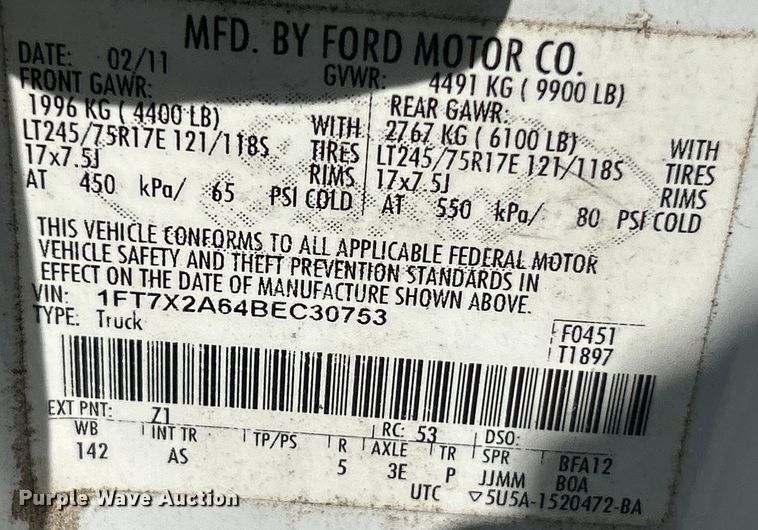 MFD. BY FORD MOTOR CO.
DATE: 02/11 GVWR: 4491 KG ( 9900 LB)
FRONT GAWR: REAR GAWR:
1996 KG ( 4400 LB) WITH 2767 KG ( 6100 LB) WITH
LT245/75R17E 121/118S TIRES LT245/75R17E 121/118S TIRES
17x7.5J RIMS 17x7.5J RIMS
AT 450 kPa/ 65 PSI COLD AT 550 kPa/ 80 PSI COLD
THIS VEHICLE CONFORMS TO ALL APPLICABLE FEDERAL MOTOR
VEHICLE SAFETY AND THEFT PREVENTION STANDARDS IN
EFFECT ON THE DATE OF MANUFACTURE SHOWN ABOVE.
VIN: 1FT7X2A64BEC30753
TYPE: Truck F0451
T1897
EXT PNT: Z1 RC: 53 DSO:
WB INT TR TP/PS R AXLE TR SPR BFA12
142 AS 5 3E P JJMM BOA
UTC ▽5U5A-1520472-BA
Purple Wave Auction